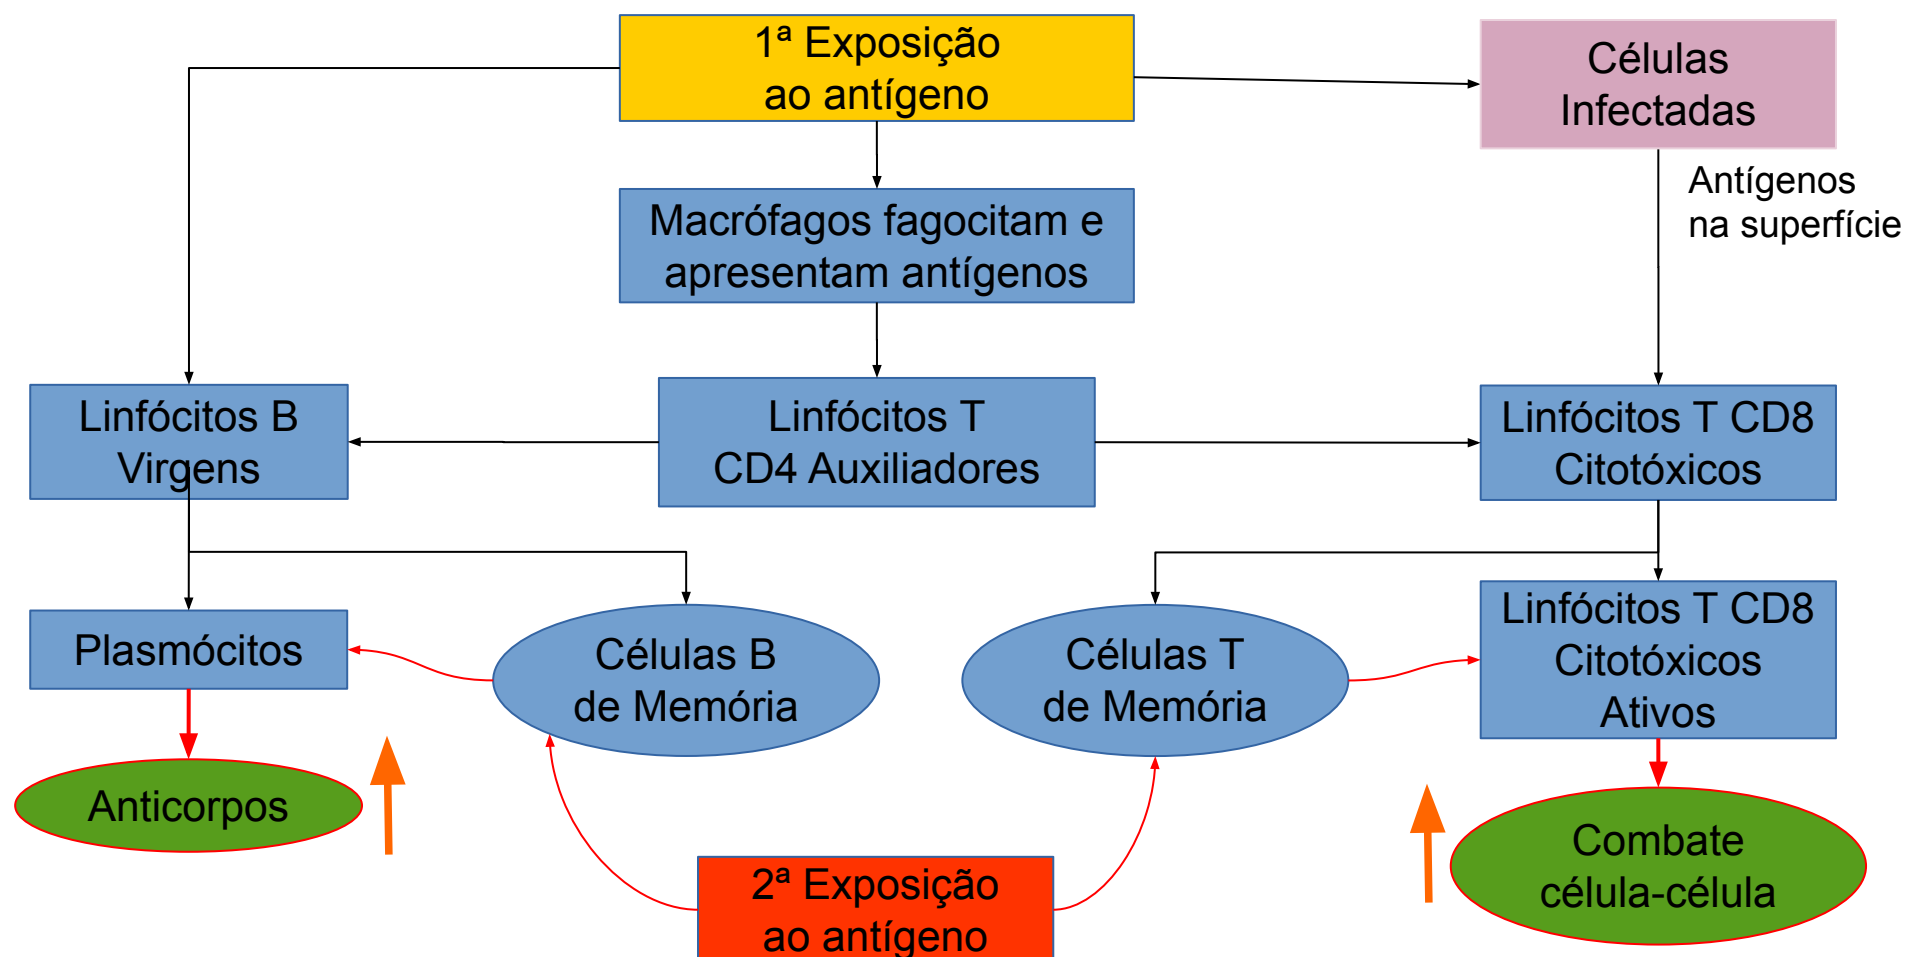 1ª Exposição
ao antígeno
Células
Infectadas
Antígenos
na superfície
Macrófagos fagocitam e
apresentam antígenos
Linfócitos B
Virgens
Linfócitos T
CD4 Auxiliadores
Linfócitos T CD8
Citotóxicos
Plasmócitos
Células B
de Memória
Células T
de Memória
Linfócitos T CD8
Citotóxicos
Ativos
Anticorpos
2ª Exposição
ao antígeno
Combate
célula-célula